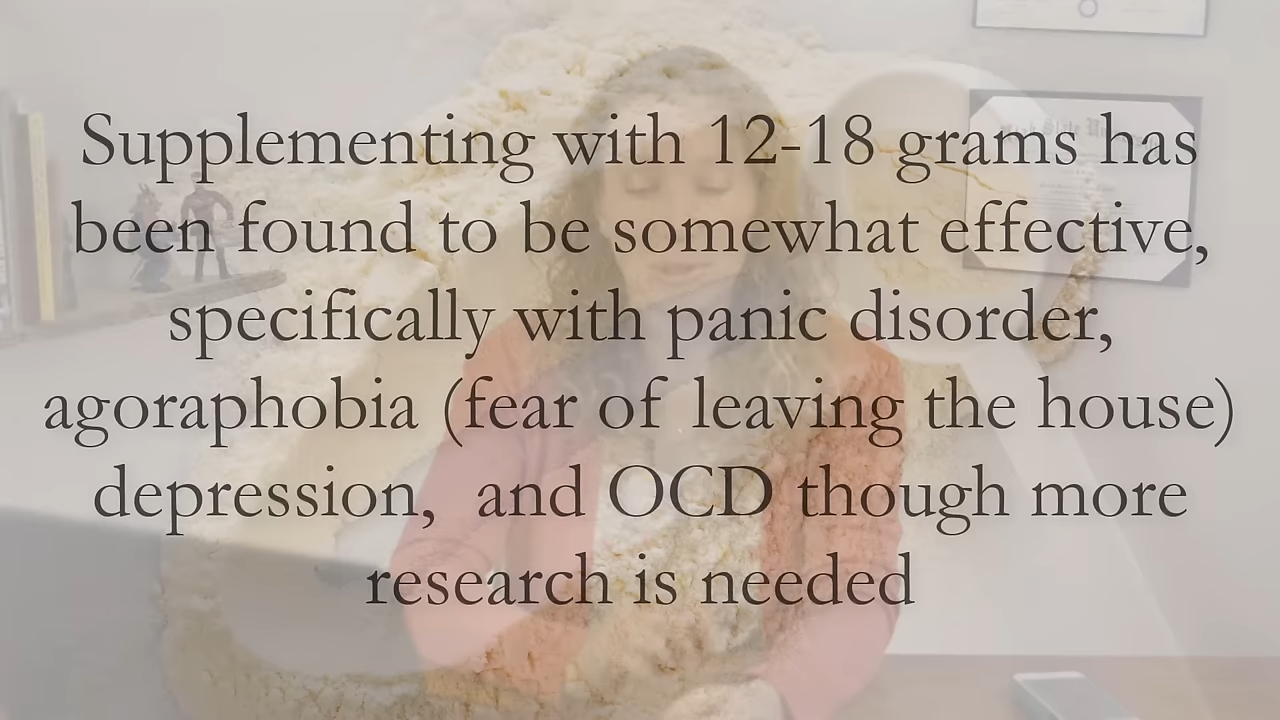 Supplementing with 12-18 grams has
been found to be somewhat effective,
specifically with panic disorder,
agoraphobia (fear of leaving the house)
depression, and OCD though more
research is needed